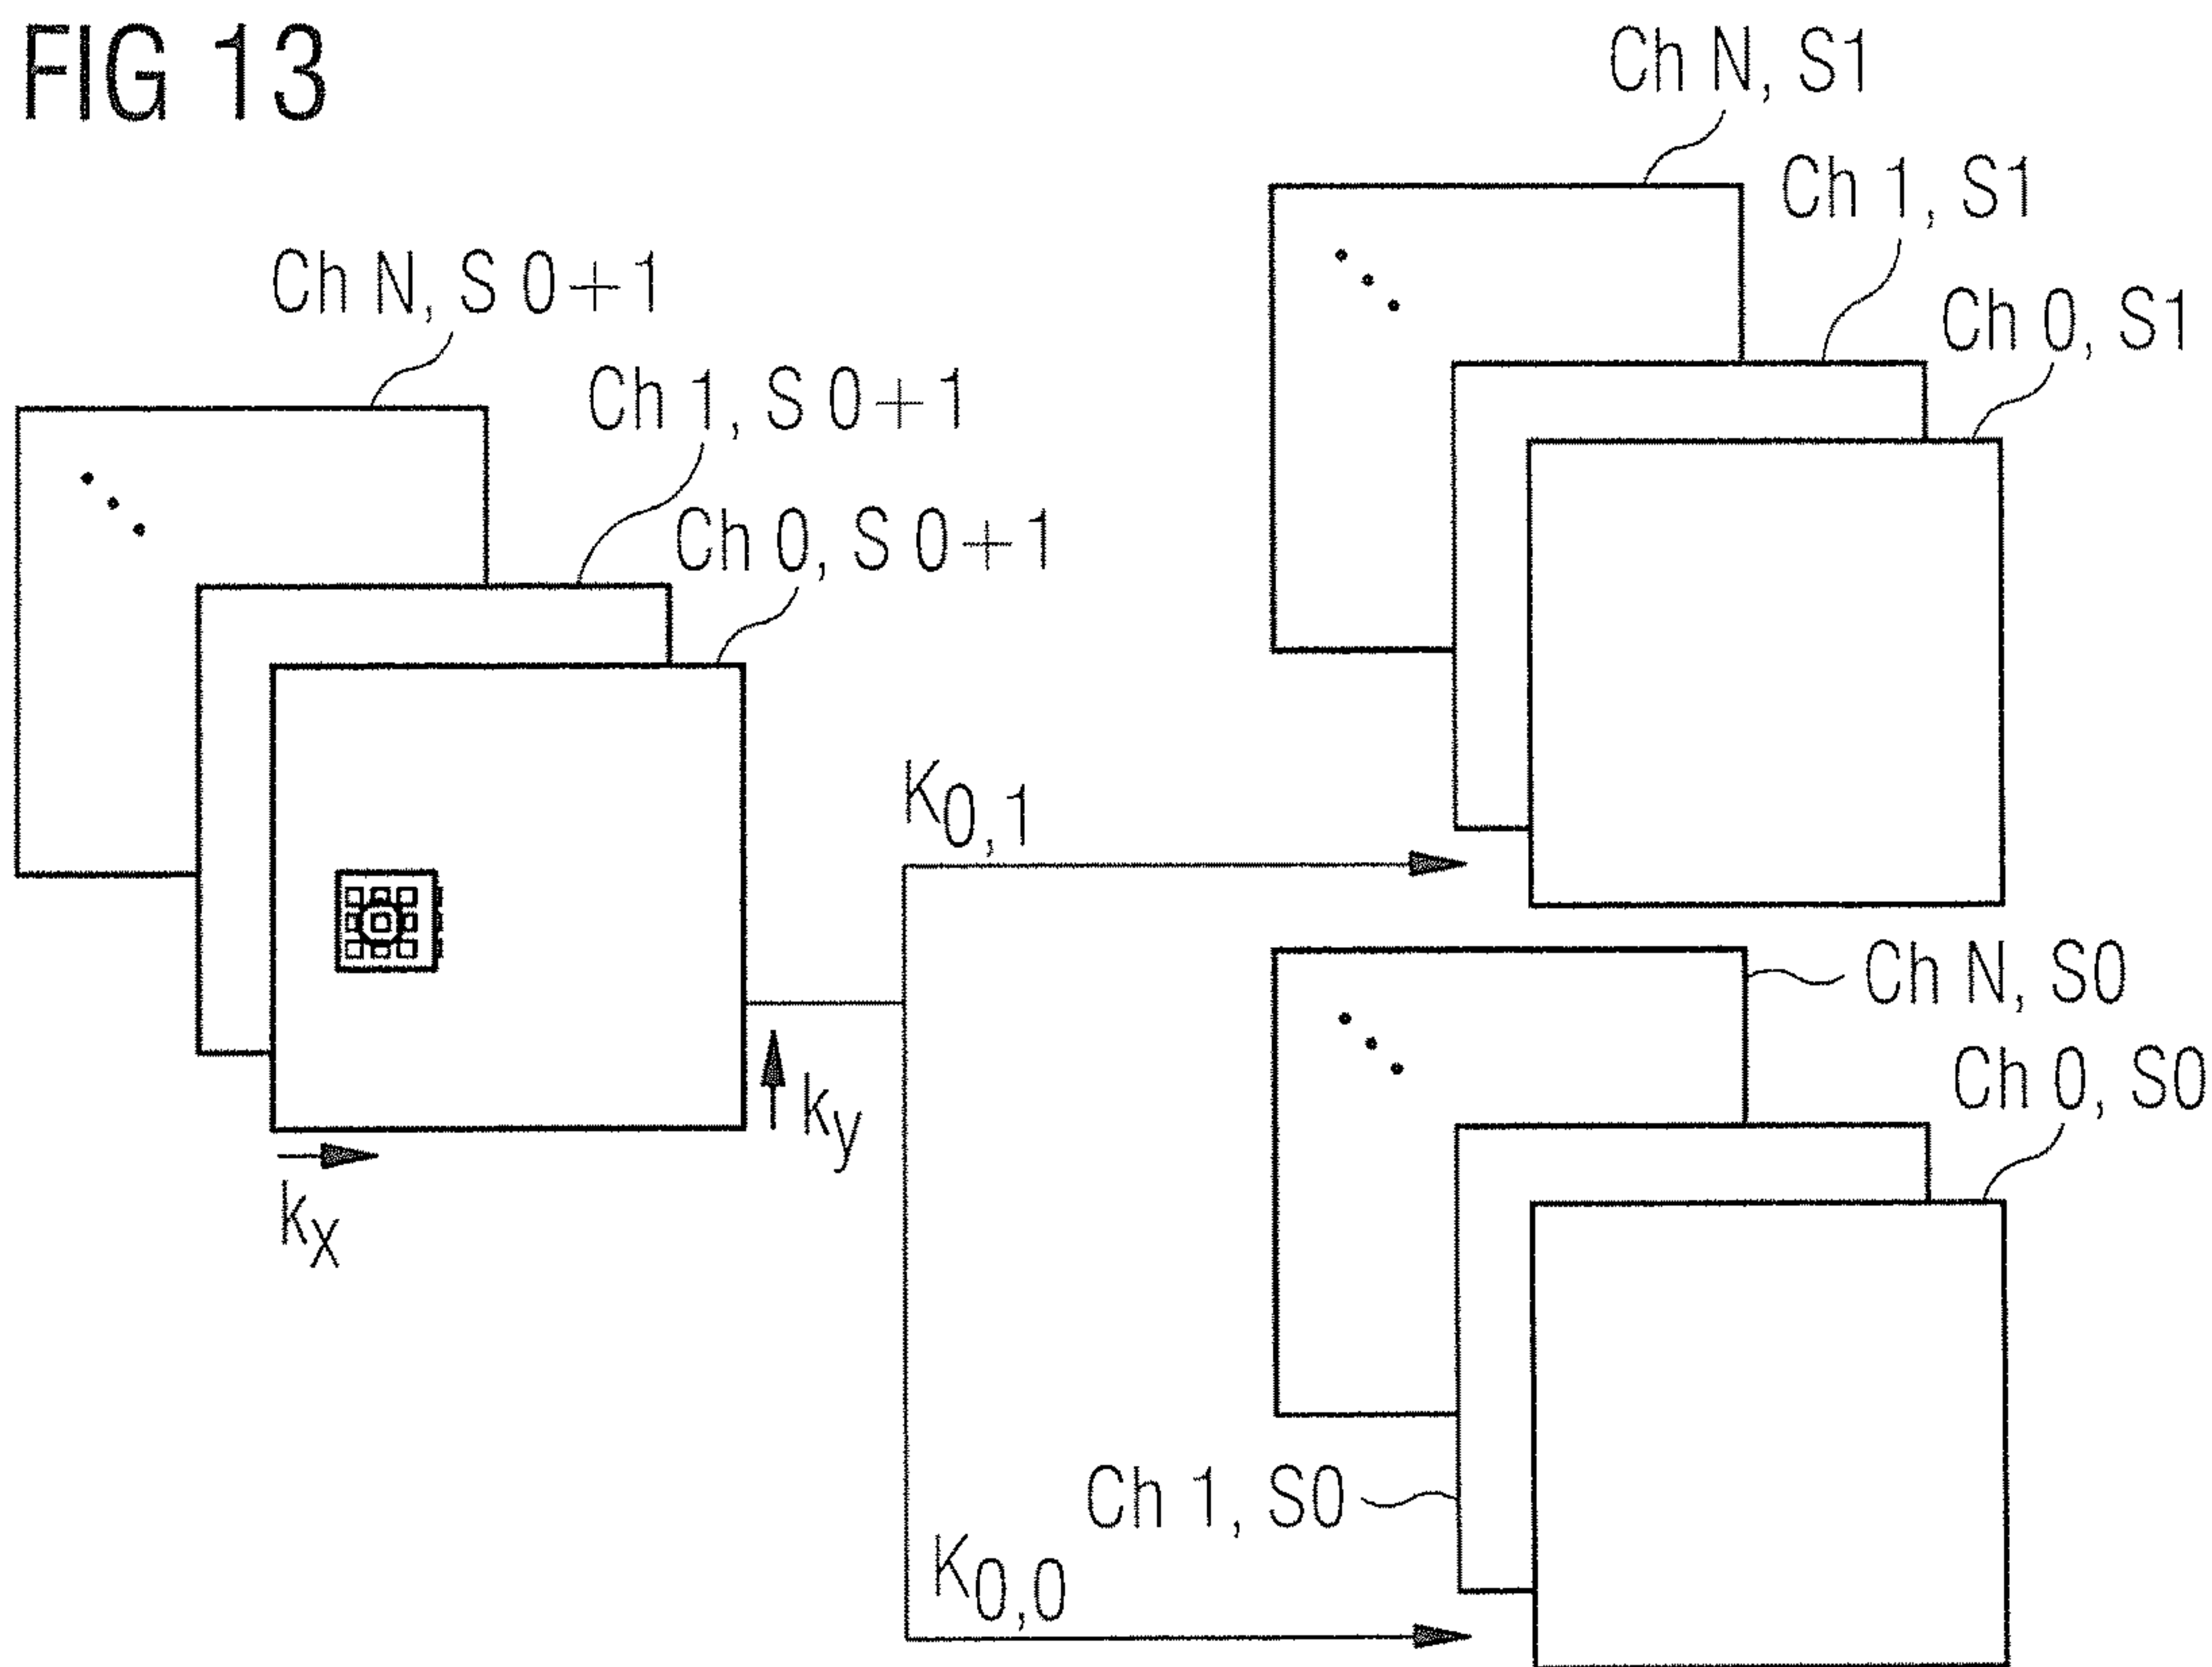 FIG 13
Ch N, S1
Ch 1, S1
Ch 0, S1
Ch N, S 0+1
Ch 1, S 0+1
Ch 0, S 0+1
K0,1
ky
kx
Ch N, S0
Ch 0, S0
Ch 1, S0
K0,0